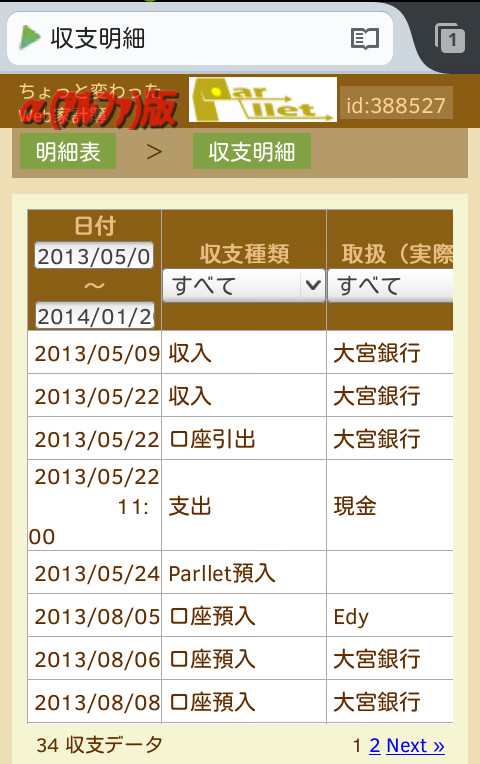 収支明細
1
ちょっと変わった
Web家計簿
α(アルファ)版
Parllet
id:388527
明細表 > 収支明細
日付 収支種類 取扱（実際
2013/05/0
～
2014/01/2
すべて すべて
2013/05/09 収入 大宮銀行
2013/05/22 収入 大宮銀行
2013/05/22 口座引出 大宮銀行
2013/05/22
11:
00
支出 現金
2013/05/24 Parllet預入
2013/08/05 口座預入 Edy
2013/08/06 口座預入 大宮銀行
2013/08/08 口座預入 大宮銀行
34 収支データ 1 2 Next »